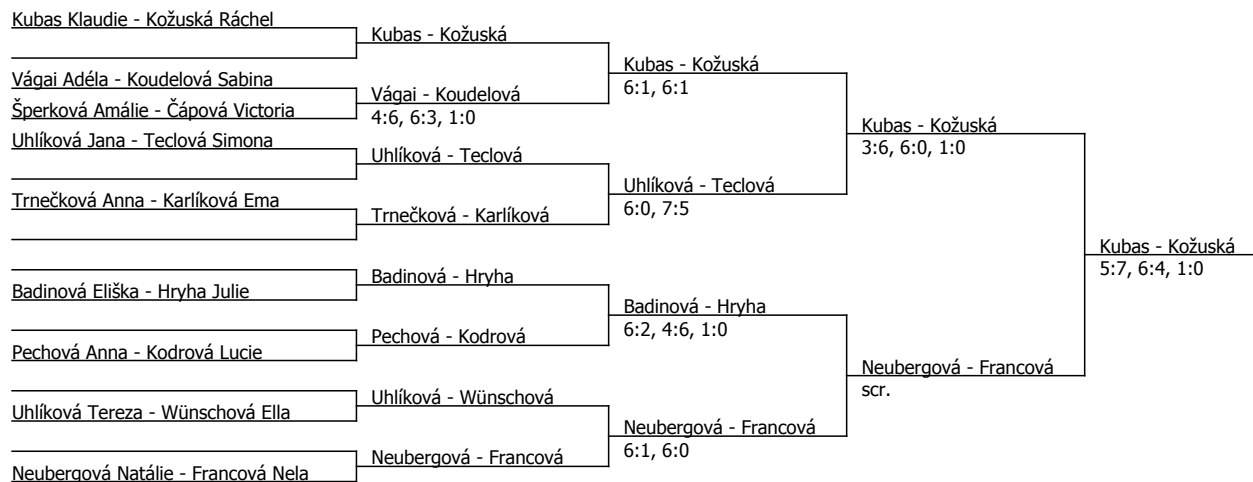 Kubas Klaudie - Kožuská Ráchel
Vágai Adéla - Koudelová Sabina
Šperková Amálie - Čápová Victoria
Uhlíková Jana - Teclová Simona
Trnečková Anna - Karlíková Ema
Badinová Eliška - Hryha Julie
Pechová Anna - Kodrová Lucie
Uhlíková Tereza - Wünschová Ella
Neubergová Natálie - Francová Nela
Kubas - Kožuská
Vágai - Koudelová
4:6, 6:3, 1:0
Uhlíková - Teclová
Trnečková - Karlíková
Badinová - Hryha
Pechová - Kodrová
Uhlíková - Wünschová
Neubergová - Francová
Kubas - Kožuská
6:1, 6:1
Uhlíková - Teclová
6:0, 7:5
Badinová - Hryha
6:2, 4:6, 1:0
Neubergová - Francová
6:1, 6:0
Kubas - Kožuská
3:6, 6:0, 1:0
Neubergová - Francová
scr.
Kubas - Kožuská
5:7, 6:4, 1:0